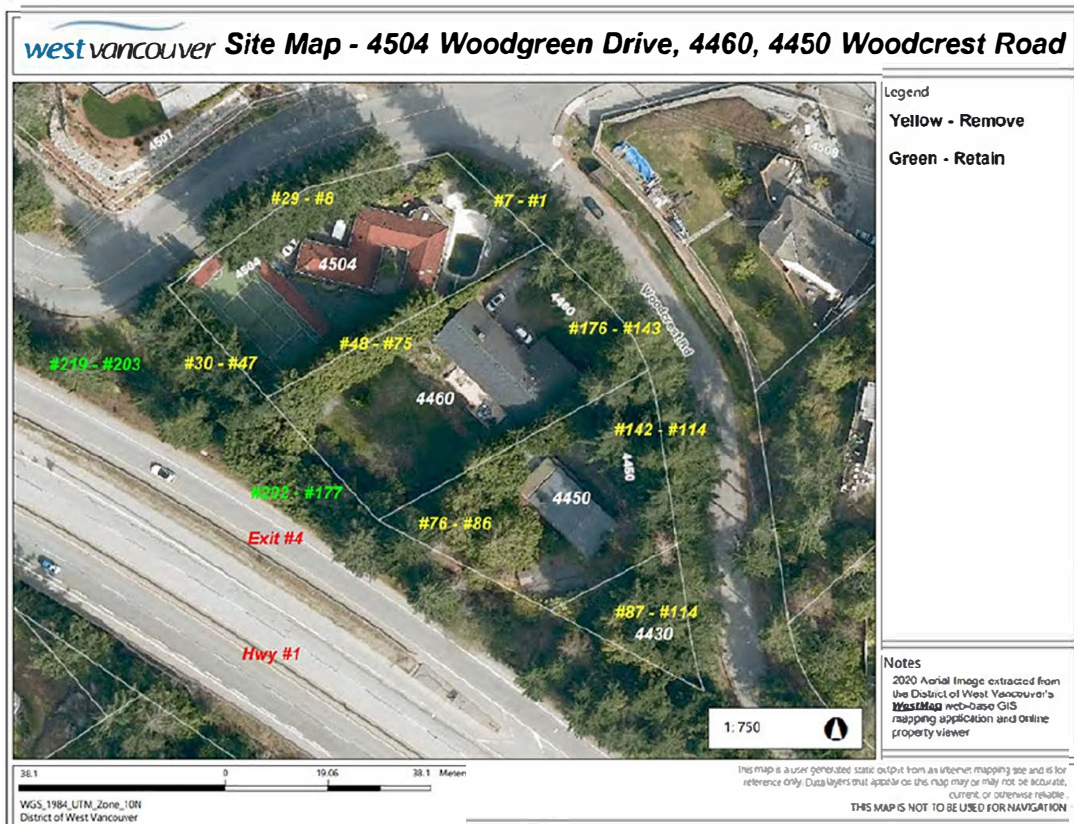 west vancouver Site Map - 4504 Woodgreen Drive, 4460, 4450 Woodcrest Road
Legend
Yellow - Remove
Green - Retain
4507
4508
#29 - #8
#7 - #1
4504
4504
4460
Woodcrest Rd
#176 - #143
#48 - #75
#219 - #203
#30 - #47
4460
#142 - #114
4450
#202 - #177
4450
#76 - #86
Exit #4
#87 - #114
4430
Hwy #1
1: 750
Notes
2020 Aerial Image extracted from
the District of West Vancouver's
WestMap web-base GIS
mapping application and online
property viewer
38.1 0 19.06 38.1 Meters
WGS_1984_UTM_Zone_10N
District of West Vancouver
This map is a user generated static output from an Internet mapping site and is for
reference only. Data layers that appear on this map may or may not be accurate,
current, or otherwise reliable.
THIS MAP IS NOT TO BE USED FOR NAVIGATION